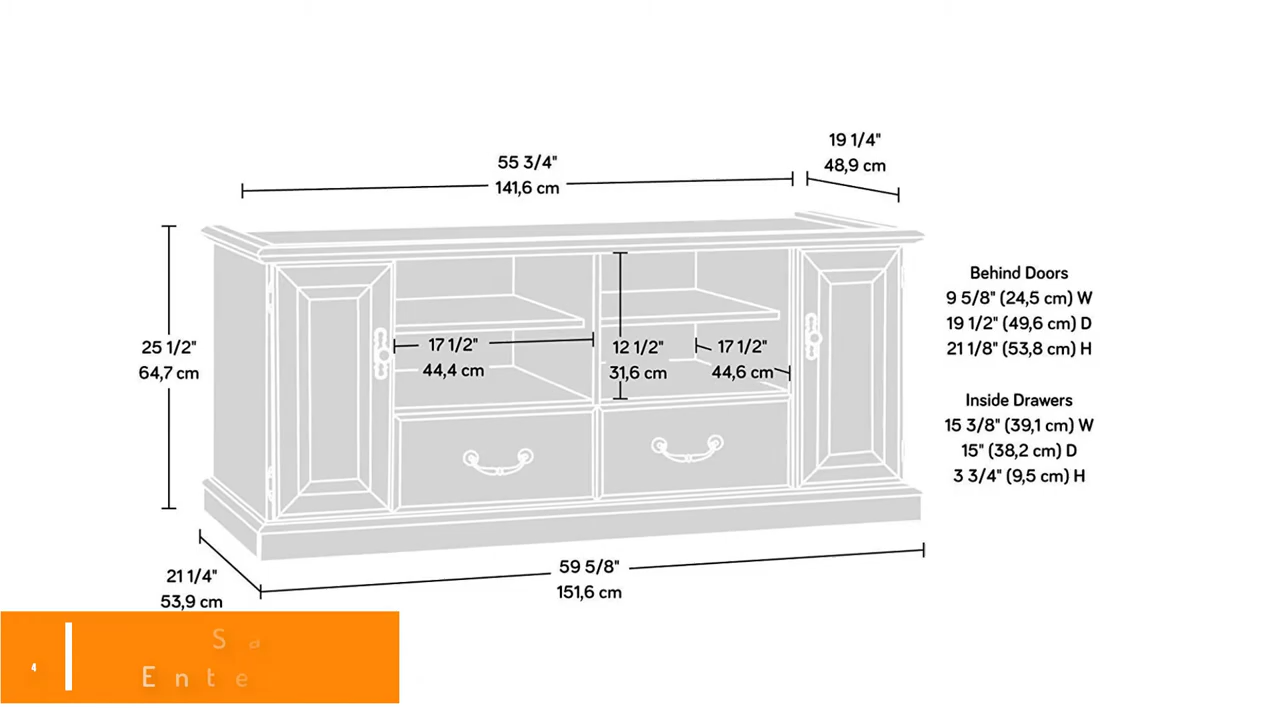 19 1/4"
48,9 cm
55 3/4"
141,6 cm
Behind Doors
9 5/8" (24,5 cm) W
19 1/2" (49,6 cm) D
21 1/8" (53,8 cm) H
25 1/2"
64,7 cm
17 1/2"
44,4 cm
12 1/2"
31,6 cm
17 1/2"
44,6 cm
Inside Drawers
15 3/8" (39,1 cm) W
15" (38,2 cm) D
3 3/4" (9,5 cm) H
59 5/8"
151,6 cm
21 1/4"
53,9 cm
4
Sa
Ente